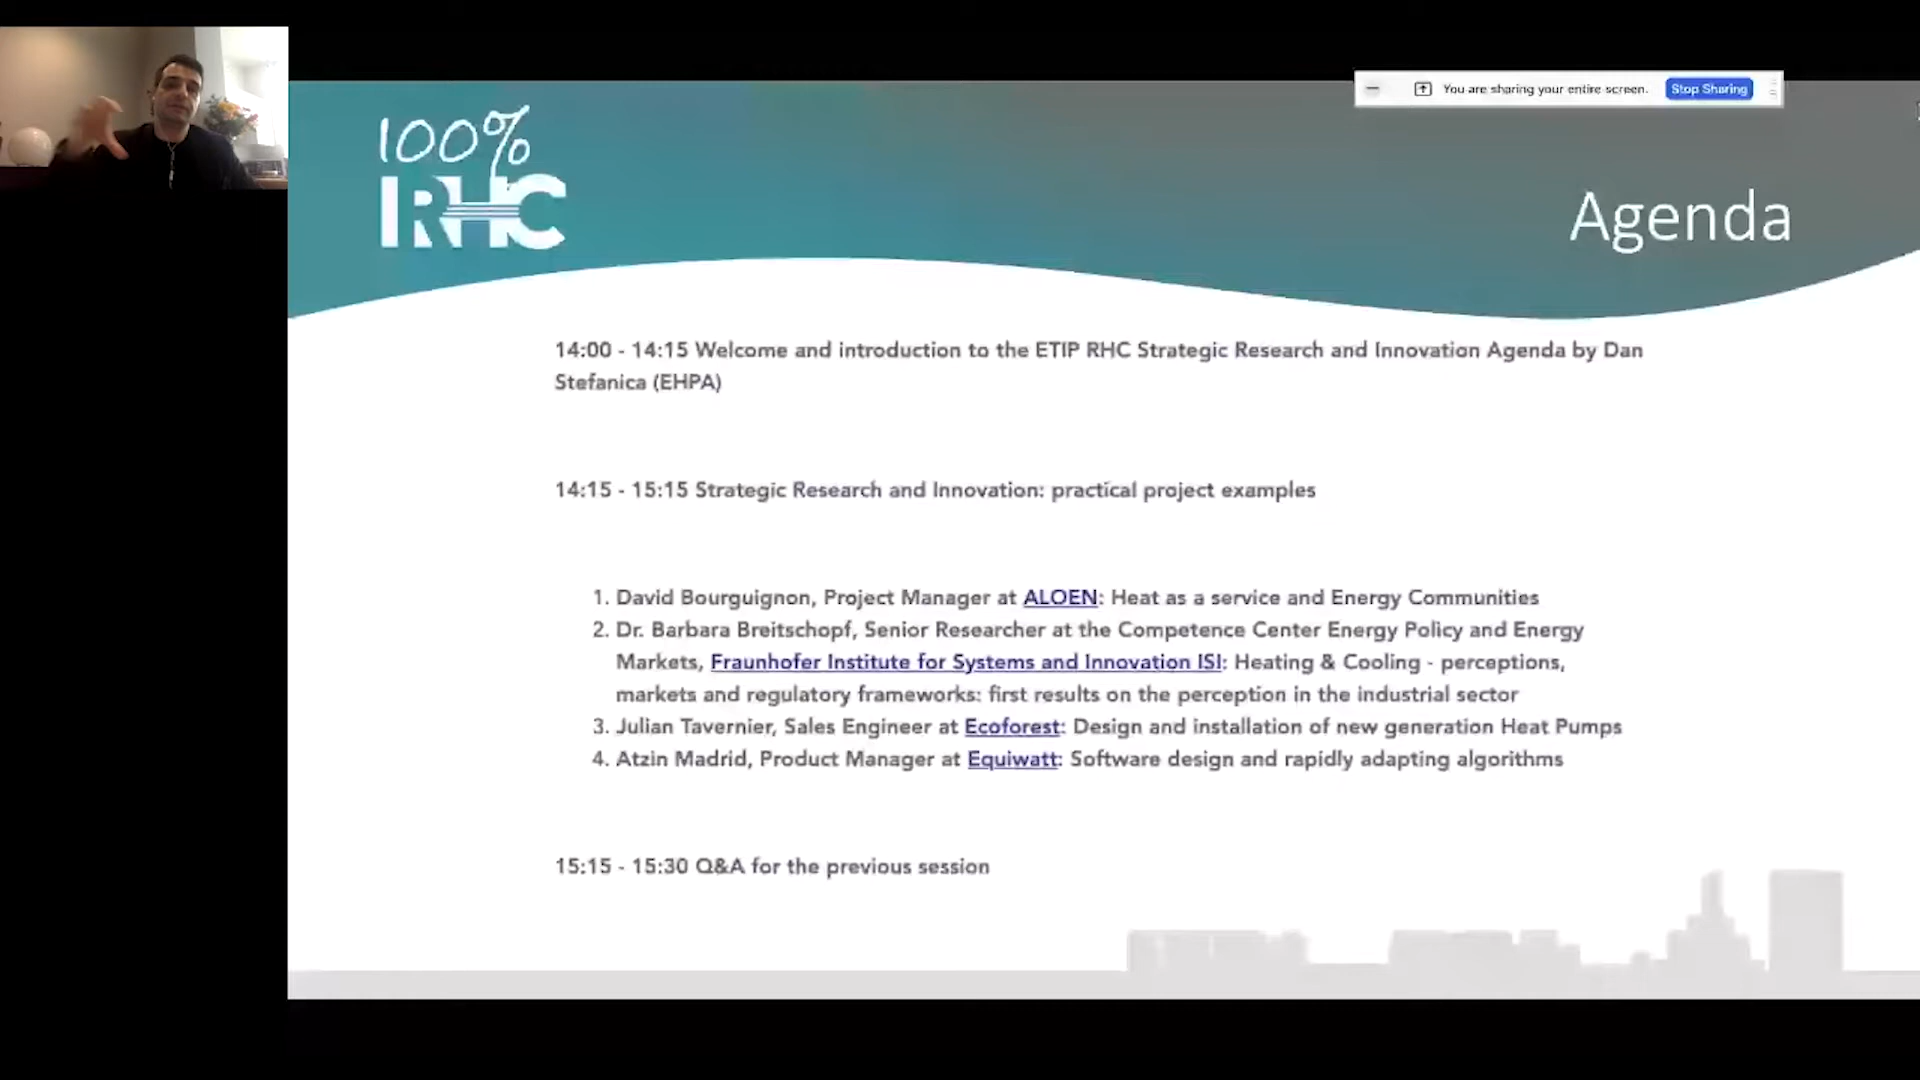 You are sharing your entire screen. Stop Sharing
100%
RHC
Agenda
14:00 - 14:15 Welcome and introduction to the ETIP RHC Strategic Research and Innovation Agenda by Dan
Stefanica (EHPA)
14:15 - 15:15 Strategic Research and Innovation: practical project examples
1. David Bourguignon, Project Manager at ALOEN: Heat as a service and Energy Communities
2. Dr. Barbara Breitschopf, Senior Researcher at the Competence Center Energy Policy and Energy
Markets, Fraunhofer Institute for Systems and Innovation ISI: Heating & Cooling - perceptions,
markets and regulatory frameworks: first results on the perception in the industrial sector
3. Julian Tavernier, Sales Engineer at Ecoforest: Design and installation of new generation Heat Pumps
4. Atzin Madrid, Product Manager at Equiwatt: Software design and rapidly adapting algorithms
15:15 - 15:30 Q&A for the previous session